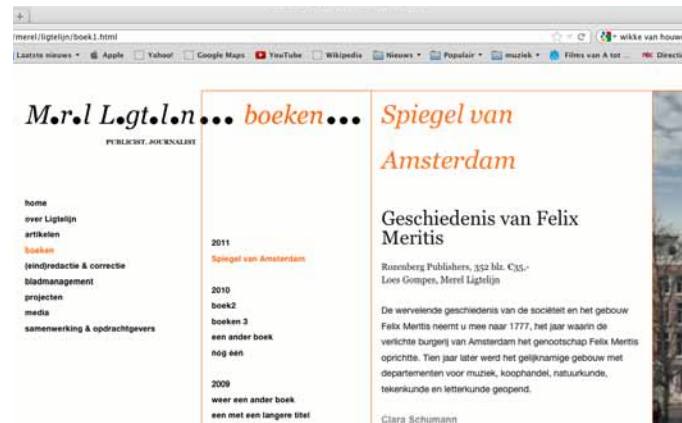 /merel/ligtelijn/boek1.html
wikke van houw
Laatste nieuws
Apple
Yahoo!
Google Maps
YouTube
Wikipedia
Nieuws
Populair
muziek
Films van A tot ...
Directi
M.r.l L.gt.l.n... boeken...
PUBLICIST. JOURNALIST
home
over Ligtelijn
artikelen
boeken
(eind)redactie & correctie
bladmanagement
projecten
media
samenwerking & opdrachtgevers
2011
Spiegel van Amsterdam
2010
boek2
boeken 3
een ander boek
nog een
2009
weer een ander boek
een met een langere titel
Spiegel van
Amsterdam
Geschiedenis van Felix
Meritis
Rozenberg Publishers, 352 blz. €35,-
Loes Gompes, Merel Ligtelijn
De wervelende geschiedenis van de sociëteit en het gebouw
Felix Meritis neemt u mee naar 1777, het jaar waarin de
verlichte burgerij van Amsterdam het genootschap Felix Meritis
oprichtte. Tien jaar later werd het gelijknamige gebouw met
departementen voor muziek, koophandel, natuurkunde,
tekenkunde en letterkunde geopend.
Clara Schumann